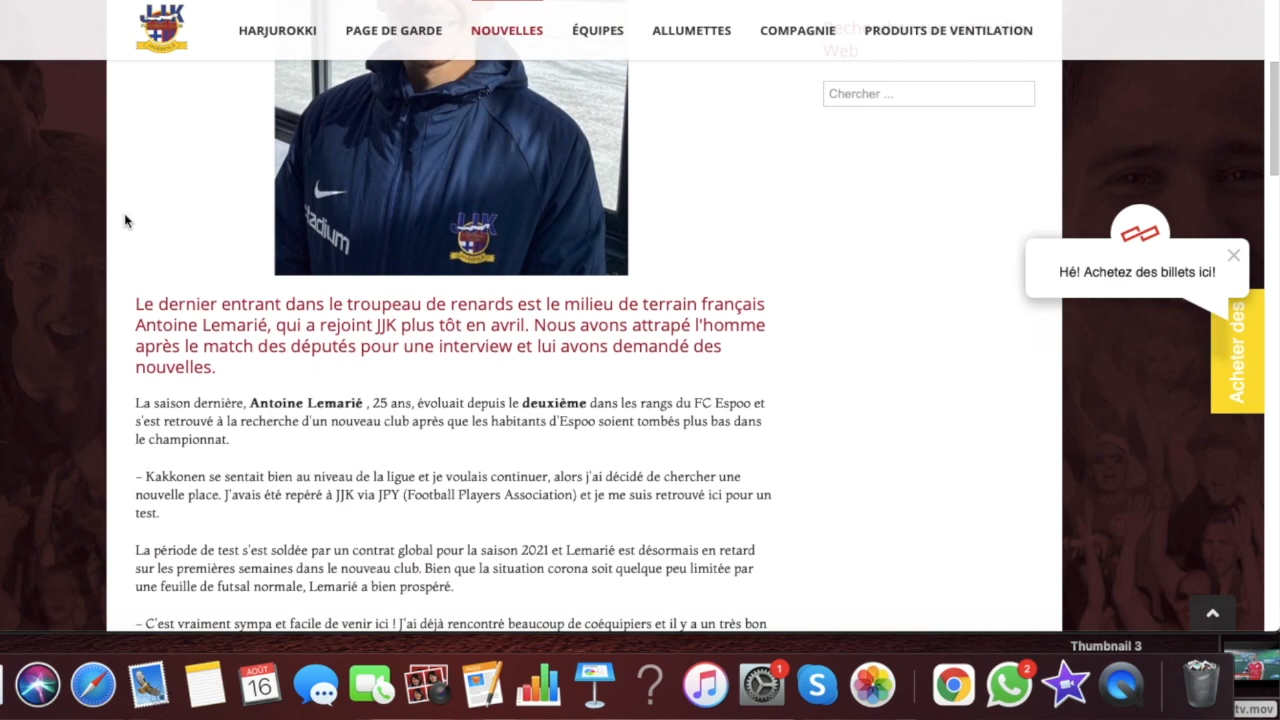 JJK
HARJUROKKI PAGE DE GARDE NOUVELLES ÉQUIPES ALLUMETTES COMPAGNIE PRODUITS DE VENTILATION
Web
Chercher ...
stadium
JJK
Hé! Achetez des billets ici!
Acheter des
Le dernier entrant dans le troupeau de renards est le milieu de terrain français
Antoine Lemarié, qui a rejoint JJK plus tôt en avril. Nous avons attrapé l'homme
après le match des députés pour une interview et lui avons demandé des
nouvelles.
La saison dernière, Antoine Lemarié , 25 ans, évoluait depuis le deuxième dans les rangs du FC Espoo et
s'est retrouvé à la recherche d'un nouveau club après que les habitants d'Espoo soient tombés plus bas dans
le championnat.
– Kakkonen se sentait bien au niveau de la ligue et je voulais continuer, alors j'ai décidé de chercher une
nouvelle place. J'avais été repéré à JJK via JPY (Football Players Association) et je me suis retrouvé ici pour un
test.
La période de test s'est soldée par un contrat global pour la saison 2021 et Lemarié est désormais en retard
sur les premières semaines dans le nouveau club. Bien que la situation corona soit quelque peu limitée par
une feuille de futsal normale, Lemarié a bien prospéré.
– C'est vraiment sympa et facile de venir ici ! J'ai déjà rencontré beaucoup de coéquipiers et il y a un très bon
Thumbnail 3
AOÛT
16
1
2
tv.mov